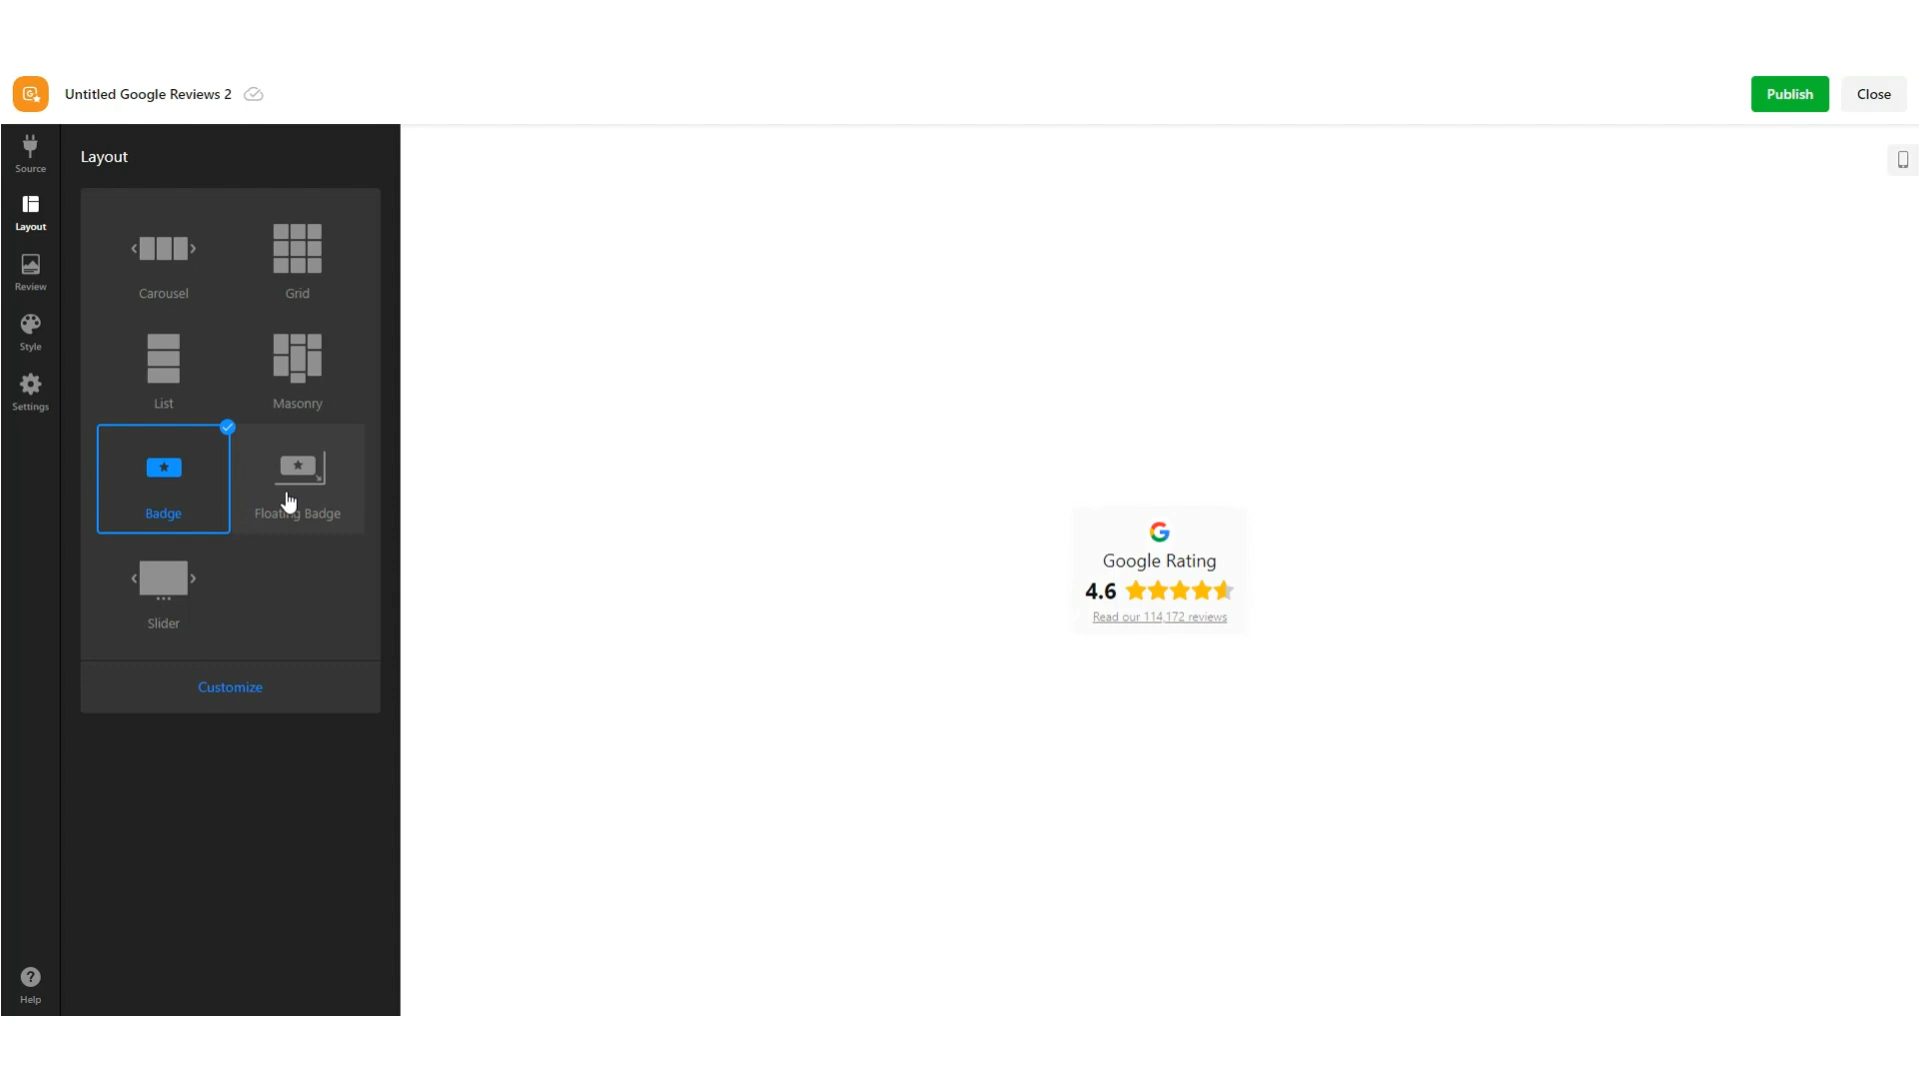 Untitled Google Reviews 2
Publish
Close
Source
Layout
Review
Style
Settings
Help
Layout
Carousel
Grid
List
Masonry
Badge
Floating Badge
Slider
Customize
Google Rating
4.6
Read our 114,172 reviews